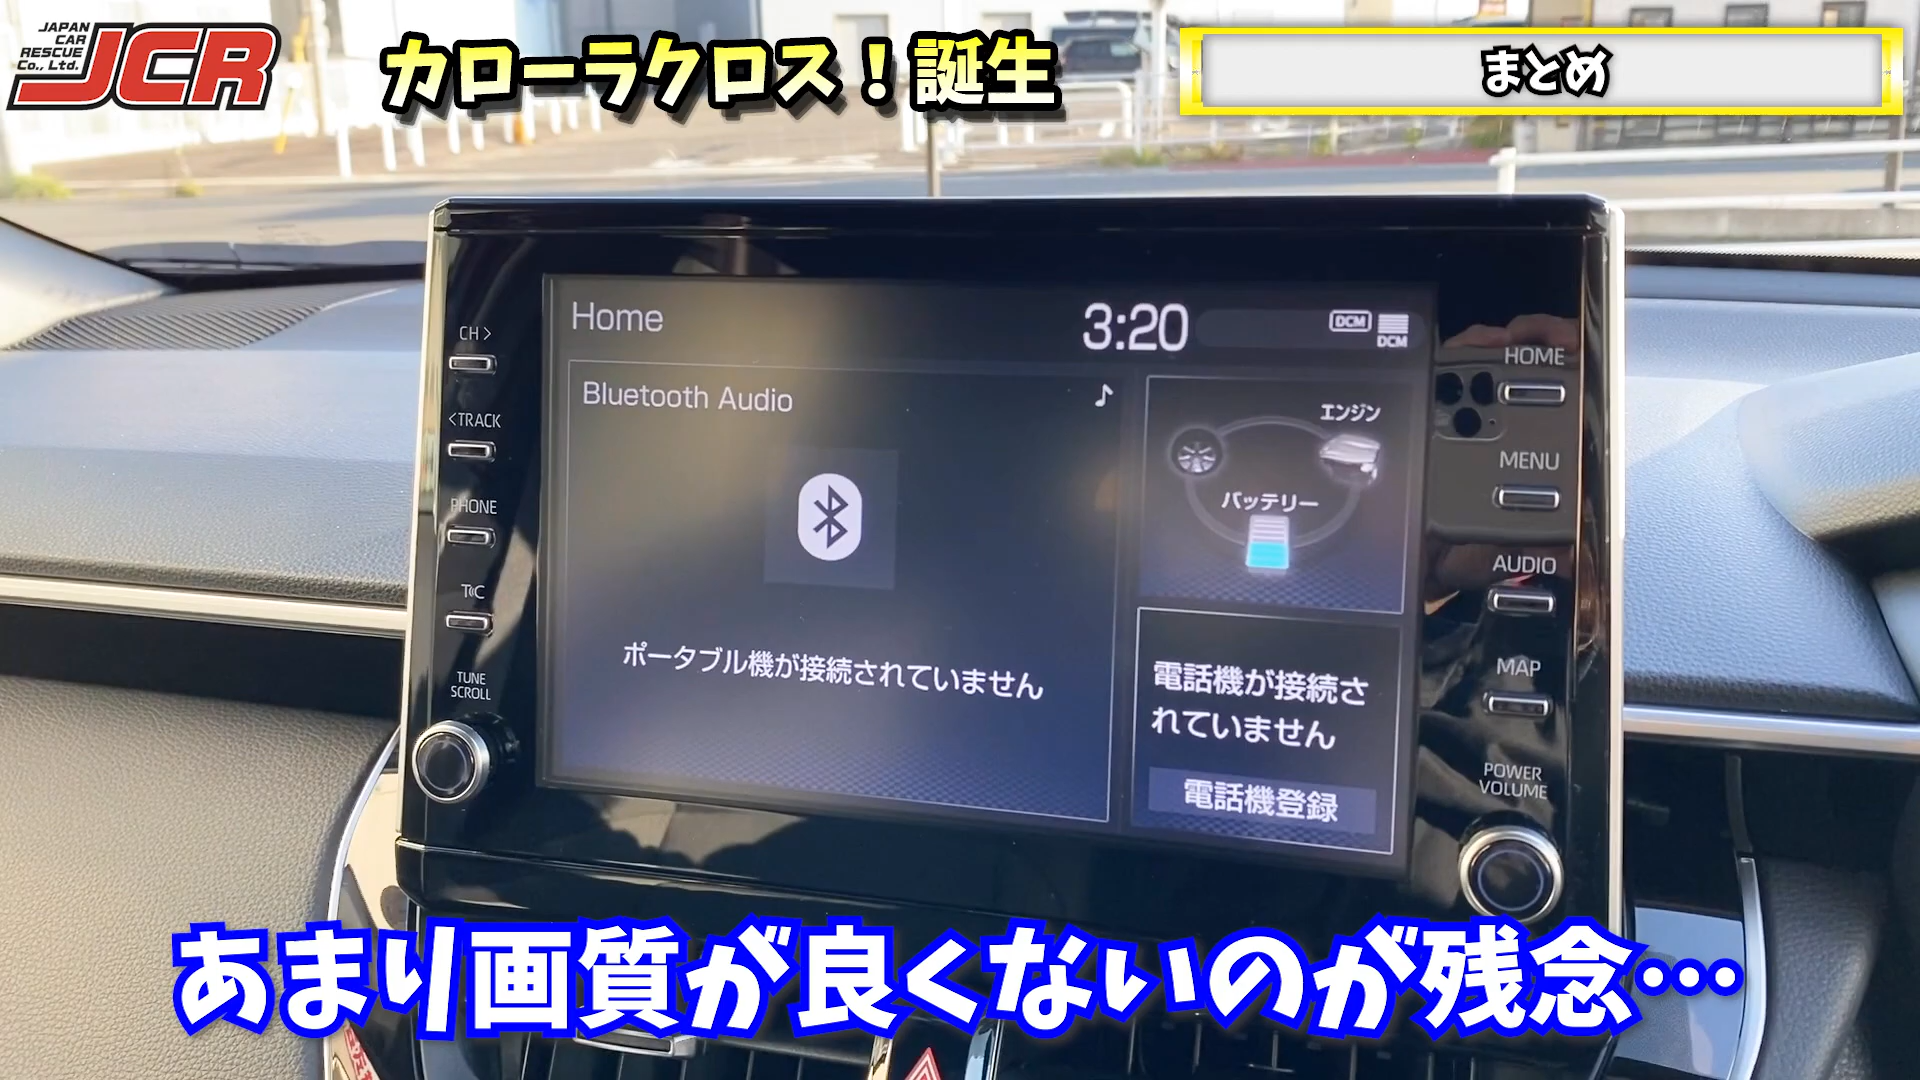 JAPAN
CAR
RESCUE
Co., Ltd.
JCR
カローラクロス!誕生
まとめ
Home
3:20
DCM
DCM
Bluetooth Audio
エンジン
バッテリー
ポータブル機が接続されていません
電話機が接続さ
れていません
電話機登録
CH >
< TRACK
PHONE
TUNE
SCROLL
HOME
MENU
AUDIO
MAP
POWER
VOLUME
あまり画質が良くないのが残念…